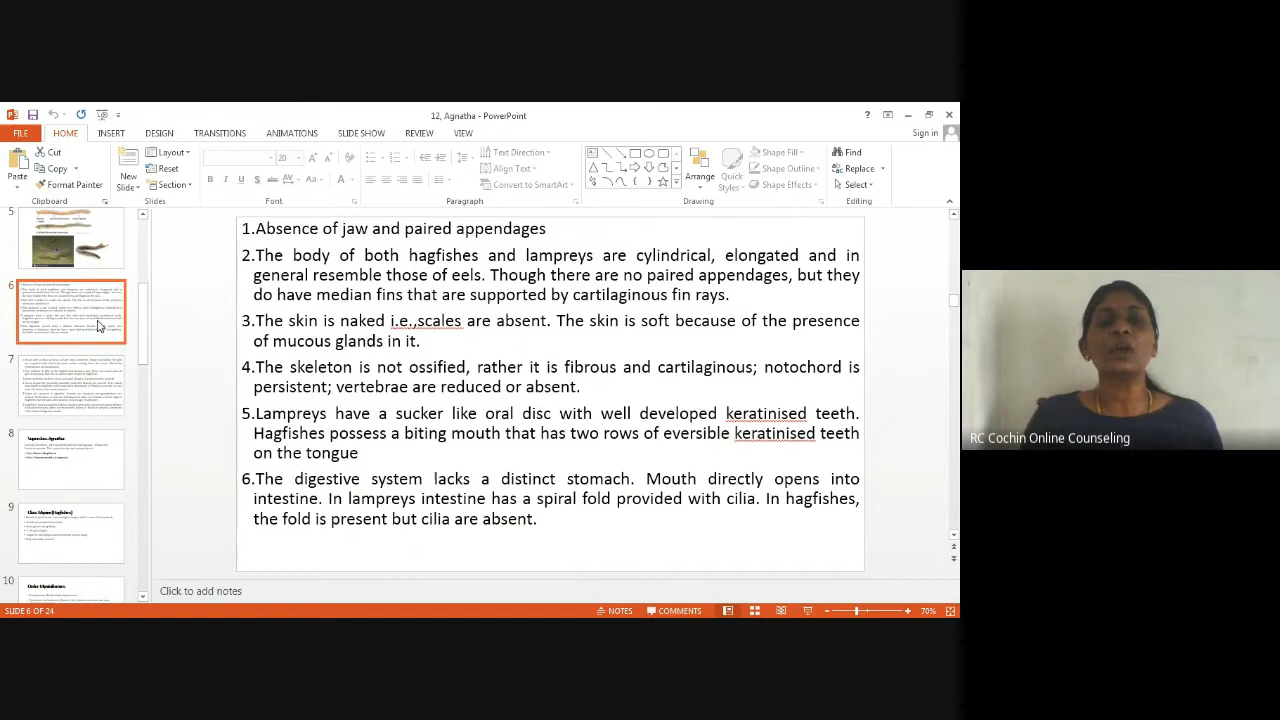 12, Agnatha - PowerPoint
FILE HOME INSERT DESIGN TRANSITIONS ANIMATIONS SLIDE SHOW REVIEW VIEW Sign in
Cut Layout 20 Text Direction Shape Fill Find
Copy Reset Align Text Shape Outline Replace
Paste Format Painter New Slide Section Convert to SmartArt Arrange Quick Styles Shape Effects Select
Clipboard Slides Font Paragraph Drawing Editing
5
6
7
8
9
10
1.Absence of jaw and paired appendages
2.The body of both hagfishes and lampreys are cylindrical, elongated and in
general resemble those of eels. Though there are no paired appendages, but they
do have median fins that are supported by cartilaginous fin rays.
3.The skin is naked i.e.scales are absent. The skin is soft because of the presence
of mucous glands in it.
4.The skeleton is not ossified rather it is fibrous and cartilaginous, notocnord is
persistent, vertebrae are reduced or absent.
5.Lampreys have a sucker like oral disc with well developed keratinised teeth.
Hagfishes possess a biting mouth that has two rows of eversible keratinised teeth
on the tongue
6.The digestive system lacks a distinct stomach. Mouth directly opens into
intestine. In lampreys intestine has a spiral fold provided with cilia. In hagfishes,
the fold is present but cilia are absent.
Click to add notes
SLIDE 6 OF 24 NOTES COMMENTS 70%
RC Cochin Online Counseling